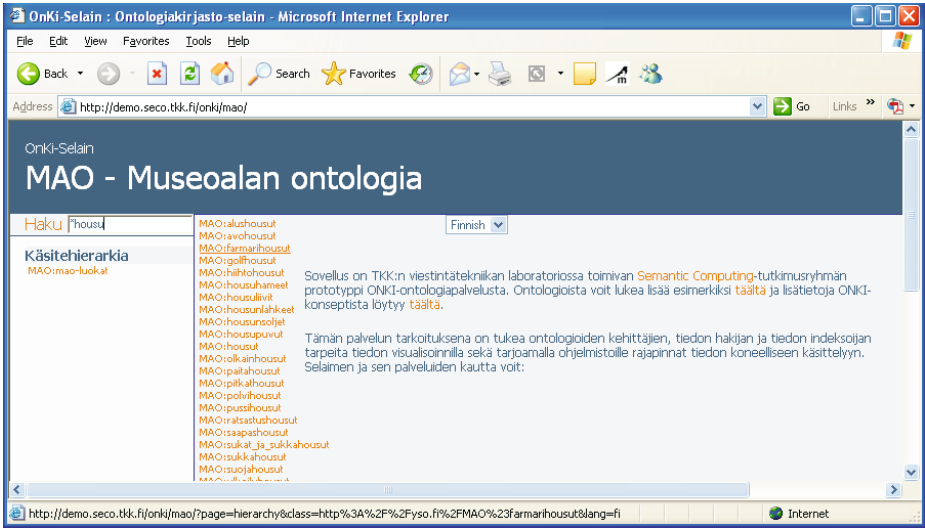 OnKi-Selain : Ontologiakirjasto-selain - Microsoft Internet Explorer
File Edit View Favorites Tools Help
Back Search Favorites
Address http://demo.seco.tkk.fi/onki/mao/ Go Links »
OnKi-Selain
MAO - Museoalan ontologia
Haku *housu
Käsitehierarkia
MAO:mao-luokat
MAO:alushousut
MAO:avohousut
MAO:farmarihousut
MAO:golfhousut
MAO:hiihtohousut
MAO:housuhameet
MAO:housuliivit
MAO:housunlahkeet
MAO:housunsoljet
MAO:housupuvut
MAO:housut
MAO:olkainhousut
MAO:paitahousut
MAO:pitkathousut
MAO:polvihousut
MAO:pussihousut
MAO:ratsastushousut
MAO:saapashousut
MAO:sukat_ja_sukkahousut
MAO:sukkahousut
MAO:suojahousut
Finnish
Sovellus on TKK:n viestintätekniikan laboratoriossa toimivan Semantic Computing-tutkimusryhmän
prototyppi ONKI-ontologiapalvelusta. Ontologioista voit lukea lisää esimerkiksi täältä ja lisätietoja ONKI-
konseptista löytyy täältä.
Tämän palvelun tarkoituksena on tukea ontologioiden kehittäjien, tiedon hakijan ja tiedon indeksoijan
tarpeita tiedon visualisoinnilla sekä tarjoamalla ohjelmistoille rajapinnat tiedon koneelliseen käsittelyyn.
Selaimen ja sen palveluiden kautta voit:
http://demo.seco.tkk.fi/onki/mao/?page=hierarchy&class=http%3A%2F%2Fyso.fi%2FMAO%23farmarihousut&lang=fi Internet